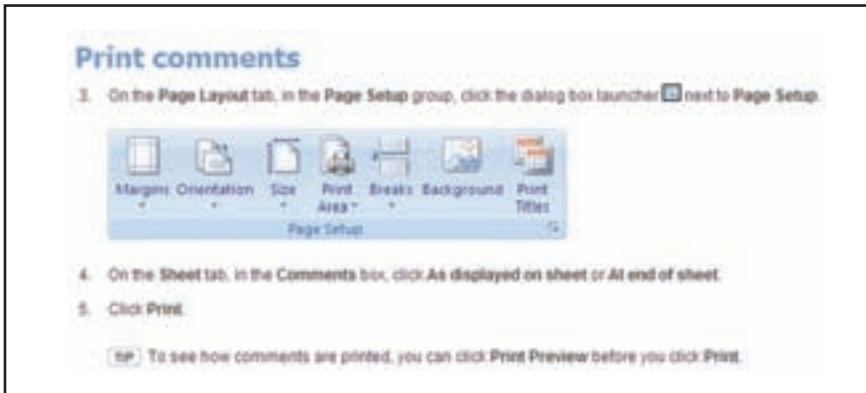 Print comments
3. On the Page Layout tab, in the Page Setup group, click the dialog box launcher next to Page Setup.
Margins Orientation Size Print Area Breaks Background Print Titles
Page Setup
4. On the Sheet tab, in the Comments box, click As displayed on sheet or At end of sheet.
5. Click Print.
TIP To see how comments are printed, you can click Print Preview before you click Print.